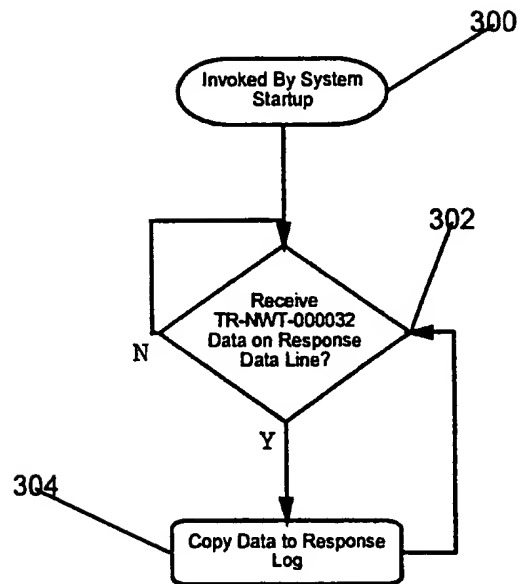 300
Invoked By System
Startup
302
Receive
TR-NWT-000032
Data on Response
Data Line?
N
Y
304
Copy Data to Response
Log